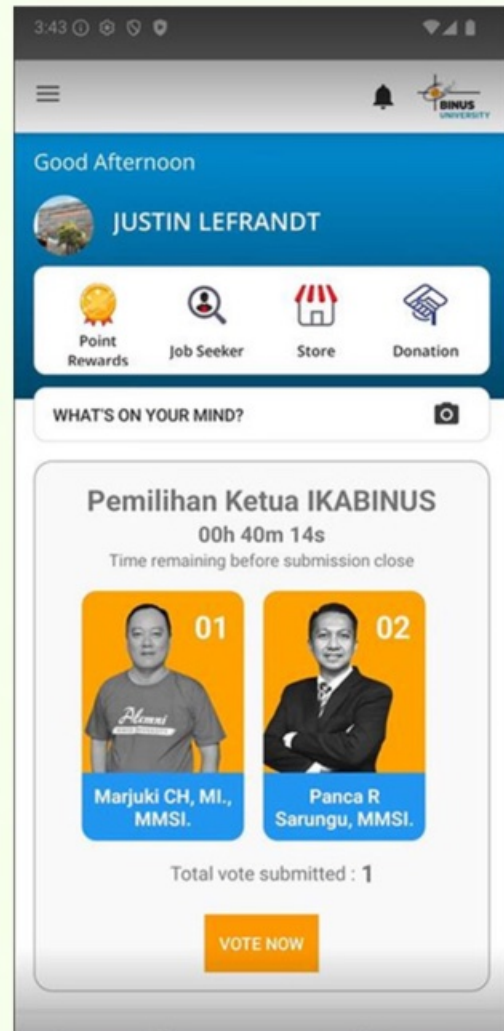 3:43
BINUS
UNIVERSITY
Good Afternoon
JUSTIN LEFRANDT
Point
Rewards
Job Seeker
Store
Donation
WHAT'S ON YOUR MIND?
Pemilihan Ketua IKABINUS
00h 40m 14s
Time remaining before submission close
01
Alumni
Marjuki CH, MI.,
MMSI.
02
Panca R
Sarungu, MMSI.
Total vote submitted : 1
VOTE NOW